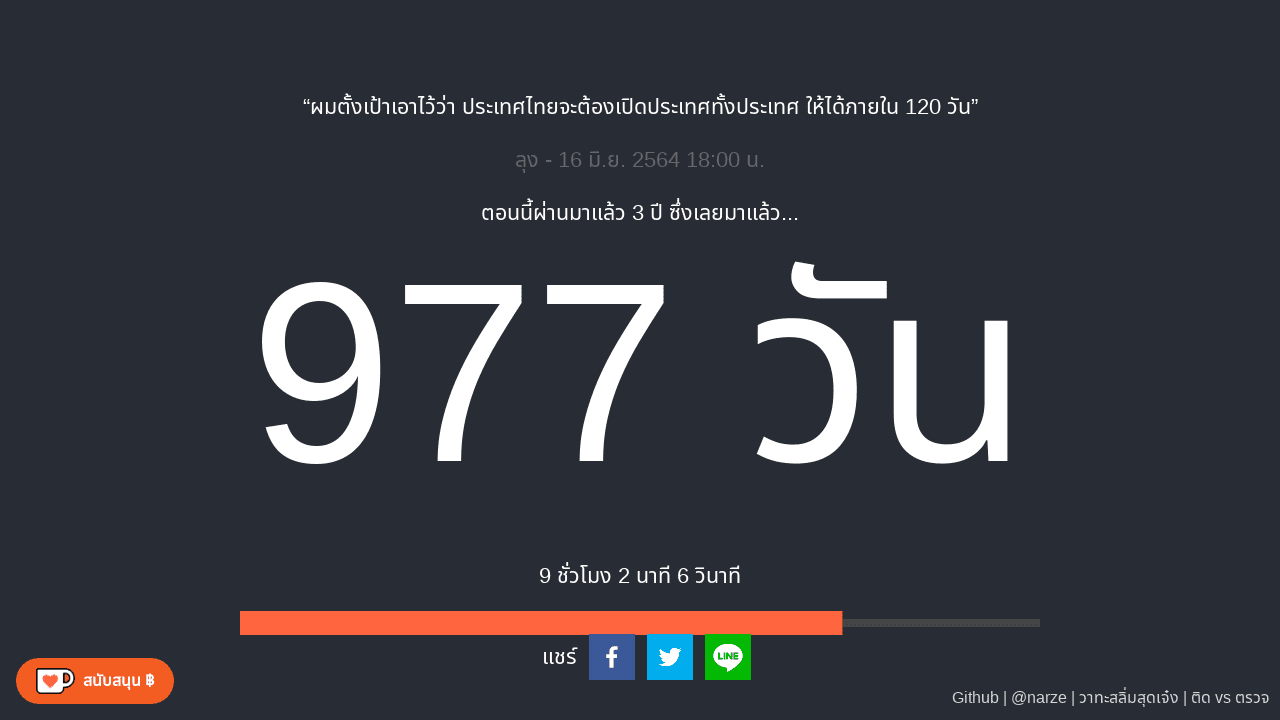 “ผมตั้งเป้าเอาไว้ว่า ประเทศไทยจะต้องเปิดประเทศทั้งประเทศ ให้ได้ภายใน 120 วัน”
ลุง - 16 มิ.ย. 2564 18:00 น.
ตอนนี้ผ่านมาแล้ว 3 ปี ซึ่งเลยมาแล้ว...
977 วัน
9 ชั่วโมง 2 นาที 6 วินาที
แชร์
LINE
สนับสนุน ฿
Github | @narze | วาทะสลิ่มสุดเจ๋ง | ติด vs ตรวจ